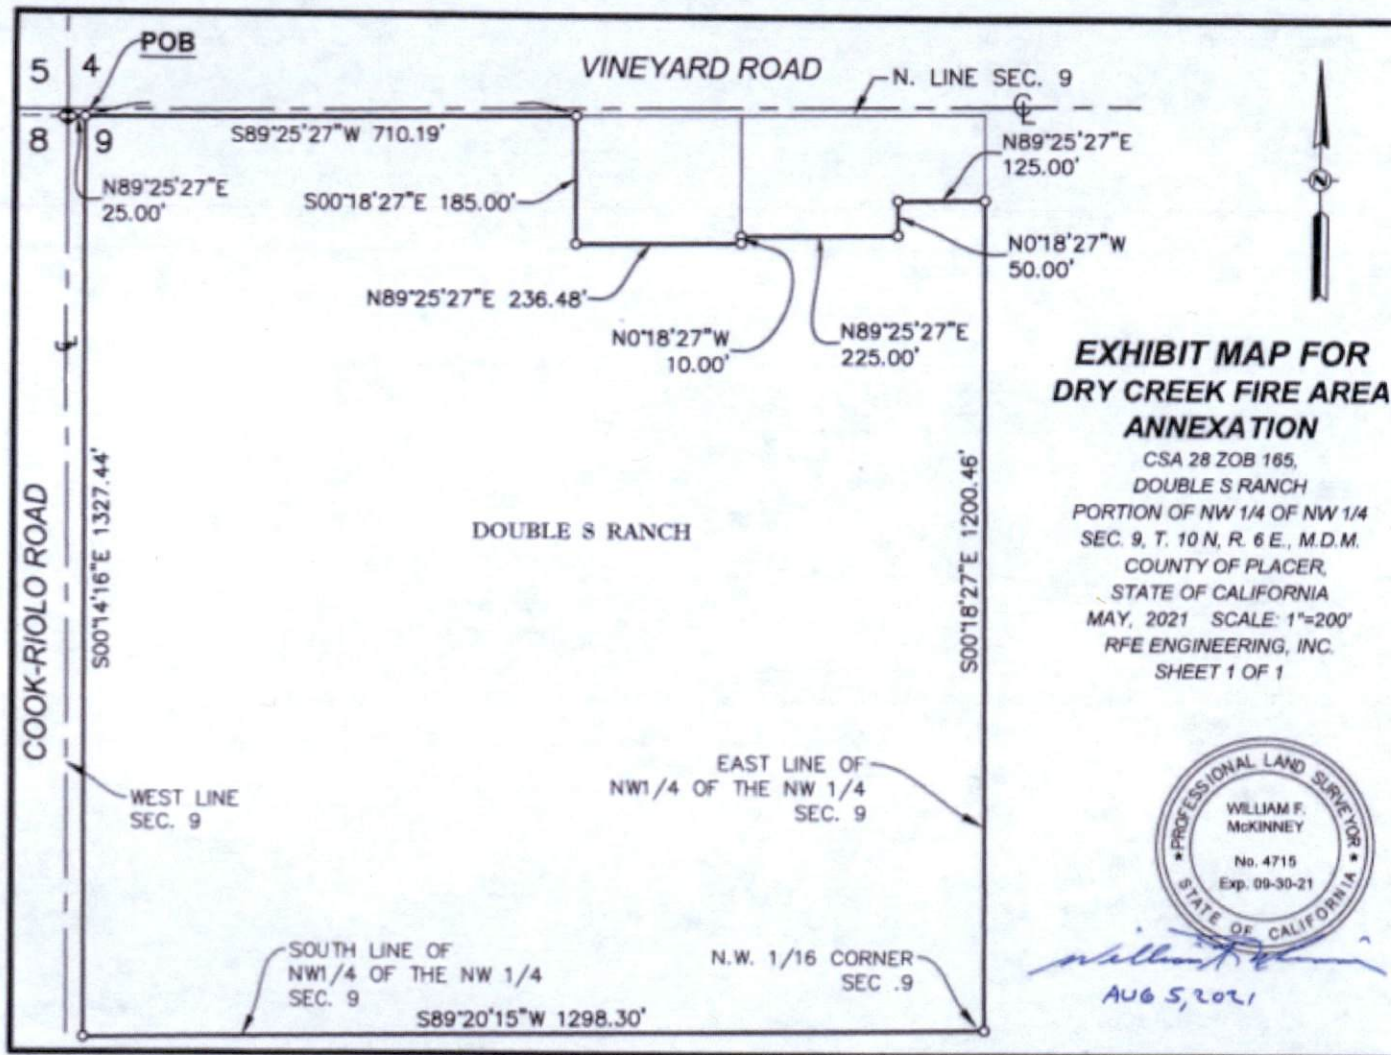 POB
5 4
8 9
VINEYARD ROAD
N. LINE SEC. 9
℄
S89°25'27"W 710.19'
N89°25'27"E
125.00'
N89°25'27"E
25.00'
S00°18'27"E 185.00'
N0°18'27"W
50.00'
N89°25'27"E 236.48'
N0°18'27"W
10.00'
N89°25'27"E
225.00'
℄
EXHIBIT MAP FOR
DRY CREEK FIRE AREA
ANNEXATION
CSA 28 ZOB 165,
DOUBLE S RANCH
PORTION OF NW 1/4 OF NW 1/4
SEC. 9, T. 10 N, R. 6 E., M.D.M.
COUNTY OF PLACER,
STATE OF CALIFORNIA
MAY, 2021 SCALE: 1"=200'
RFE ENGINEERING, INC.
SHEET 1 OF 1
COOK-RIOLO ROAD
S00°14'16"E 1327.44'
DOUBLE S RANCH
S00°18'27"E 1200.46'
WEST LINE
SEC. 9
EAST LINE OF
NW1/4 OF THE NW 1/4
SEC. 9
PROFESSIONAL LAND SURVEYOR
WILLIAM F.
McKINNEY
No. 4715
Exp. 09-30-21
STATE OF CALIFORNIA
SOUTH LINE OF
NW1/4 OF THE NW 1/4
SEC. 9
N.W. 1/16 CORNER
SEC .9
S89°20'15"W 1298.30'
AUG 5, 2021